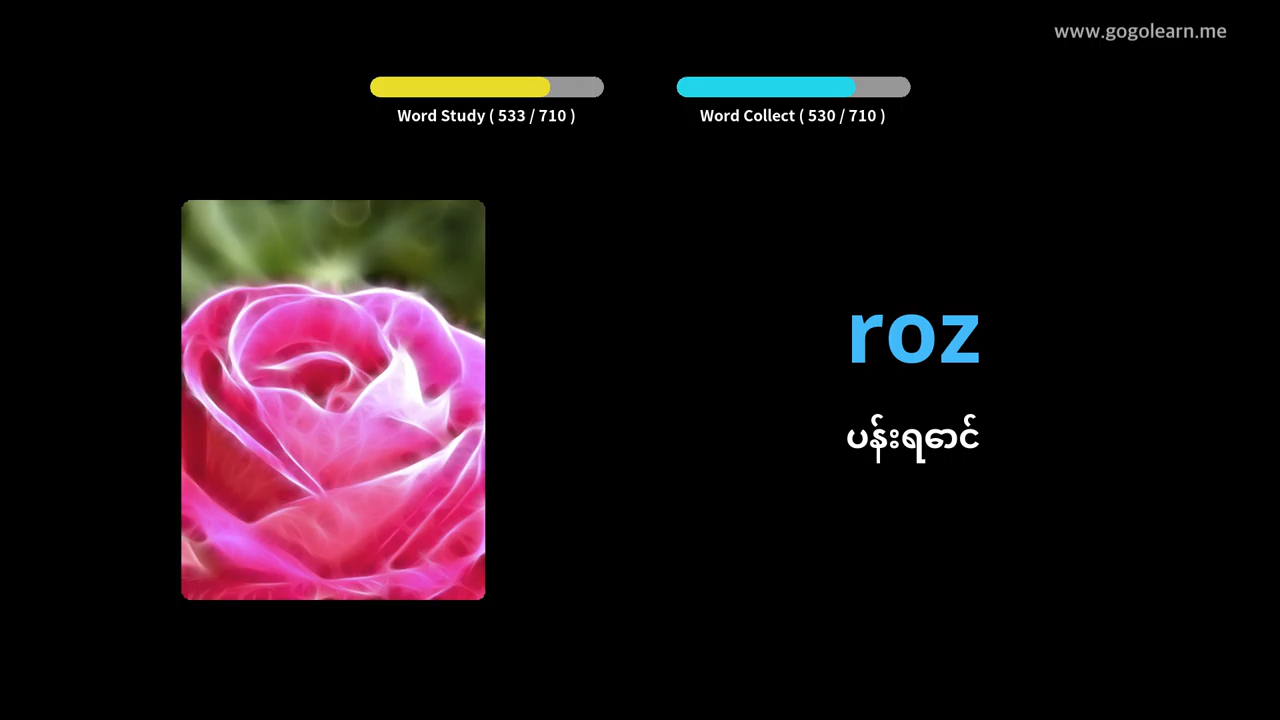 www.gogolearn.me
Word Study ( 533 / 710 )
Word Collect ( 530 / 710 )
roz
ပန်းရောင်